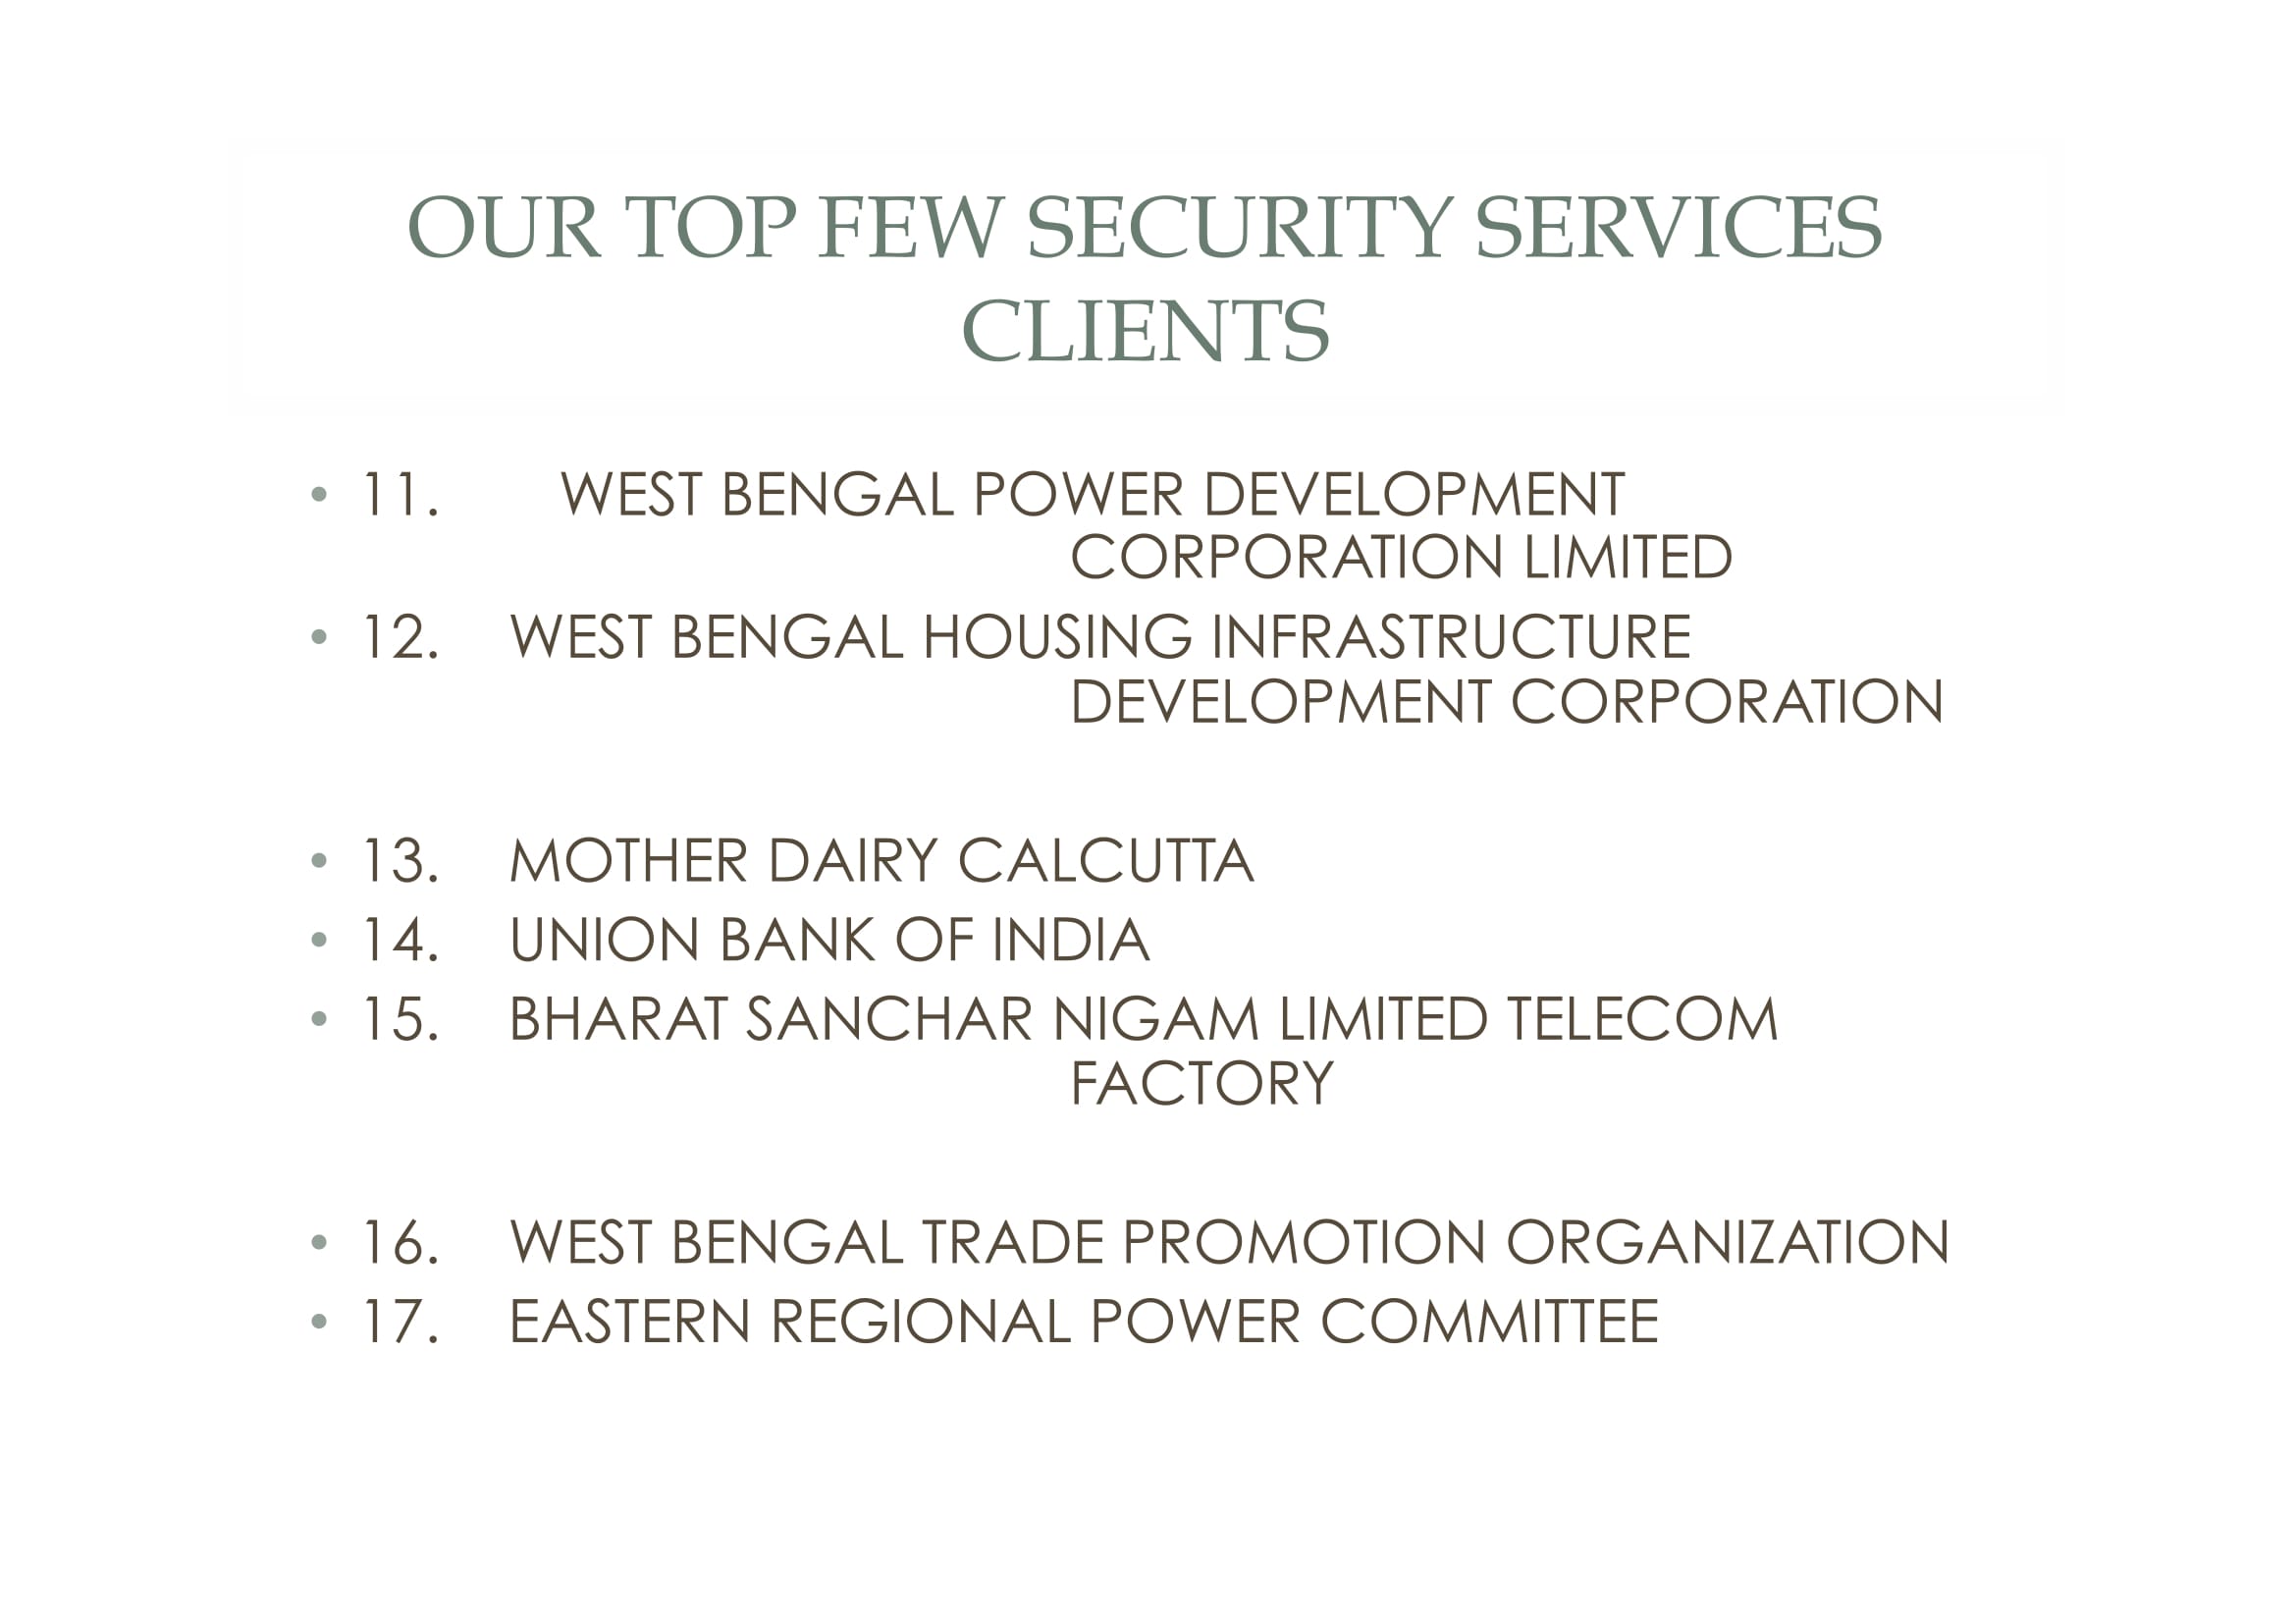 OUR TOP FEW SECURITY SERVICES
CLIENTS
• 11. WEST BENGAL POWER DEVELOPMENT
CORPORATION LIMITED
• 12. WEST BENGAL HOUSING INFRASTRUCTURE
DEVELOPMENT CORPORATION
• 13. MOTHER DAIRY CALCUTTA
• 14. UNION BANK OF INDIA
• 15. BHARAT SANCHAR NIGAM LIMITED TELECOM
FACTORY
• 16. WEST BENGAL TRADE PROMOTION ORGANIZATION
• 17. EASTERN REGIONAL POWER COMMITTEE